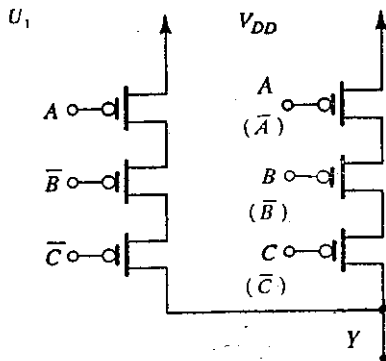 U₁ V_DD
A A
(Ā)
B̄ B
(B̄)
C̄ C
(C̄)
Y